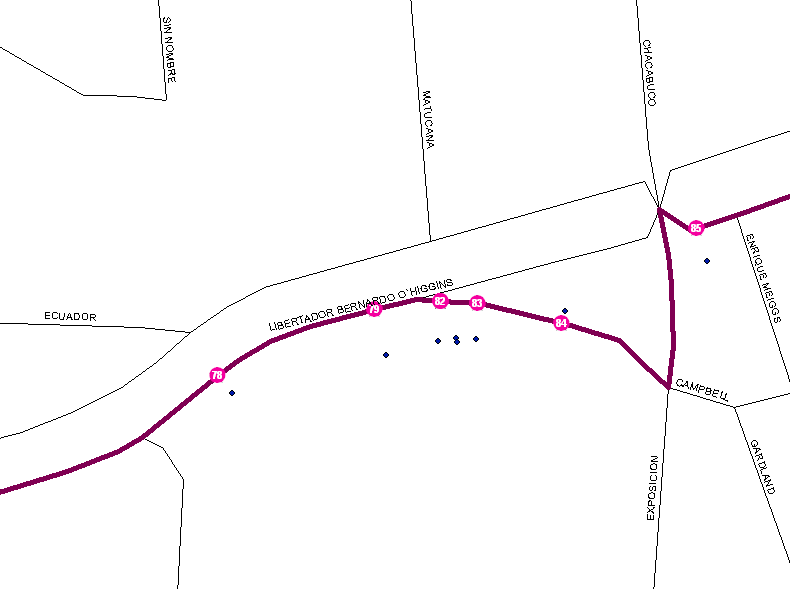 SIN NOMBRE
MATUCANA
CHACABUCO
85
ENRIQUE MEIGGS
LIBERTADOR BERNARDO O'HIGGINS
79
82
83
84
ECUADOR
78
CAMPBELL
EXPOSICION
GARDLAND